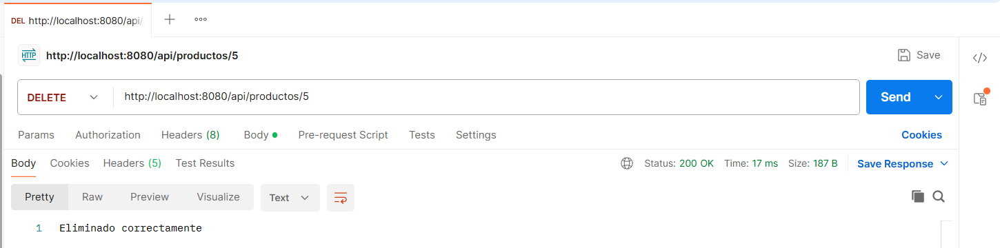 DEL http://localhost:8080/api/
HTTP http://localhost:8080/api/productos/5 Save
DELETE http://localhost:8080/api/productos/5 Send
Params Authorization Headers (8) Body Pre-request Script Tests Settings Cookies
Body Cookies Headers (5) Test Results Status: 200 OK Time: 17 ms Size: 187 B Save Response
Pretty Raw Preview Visualize Text
1 Eliminado correctamente